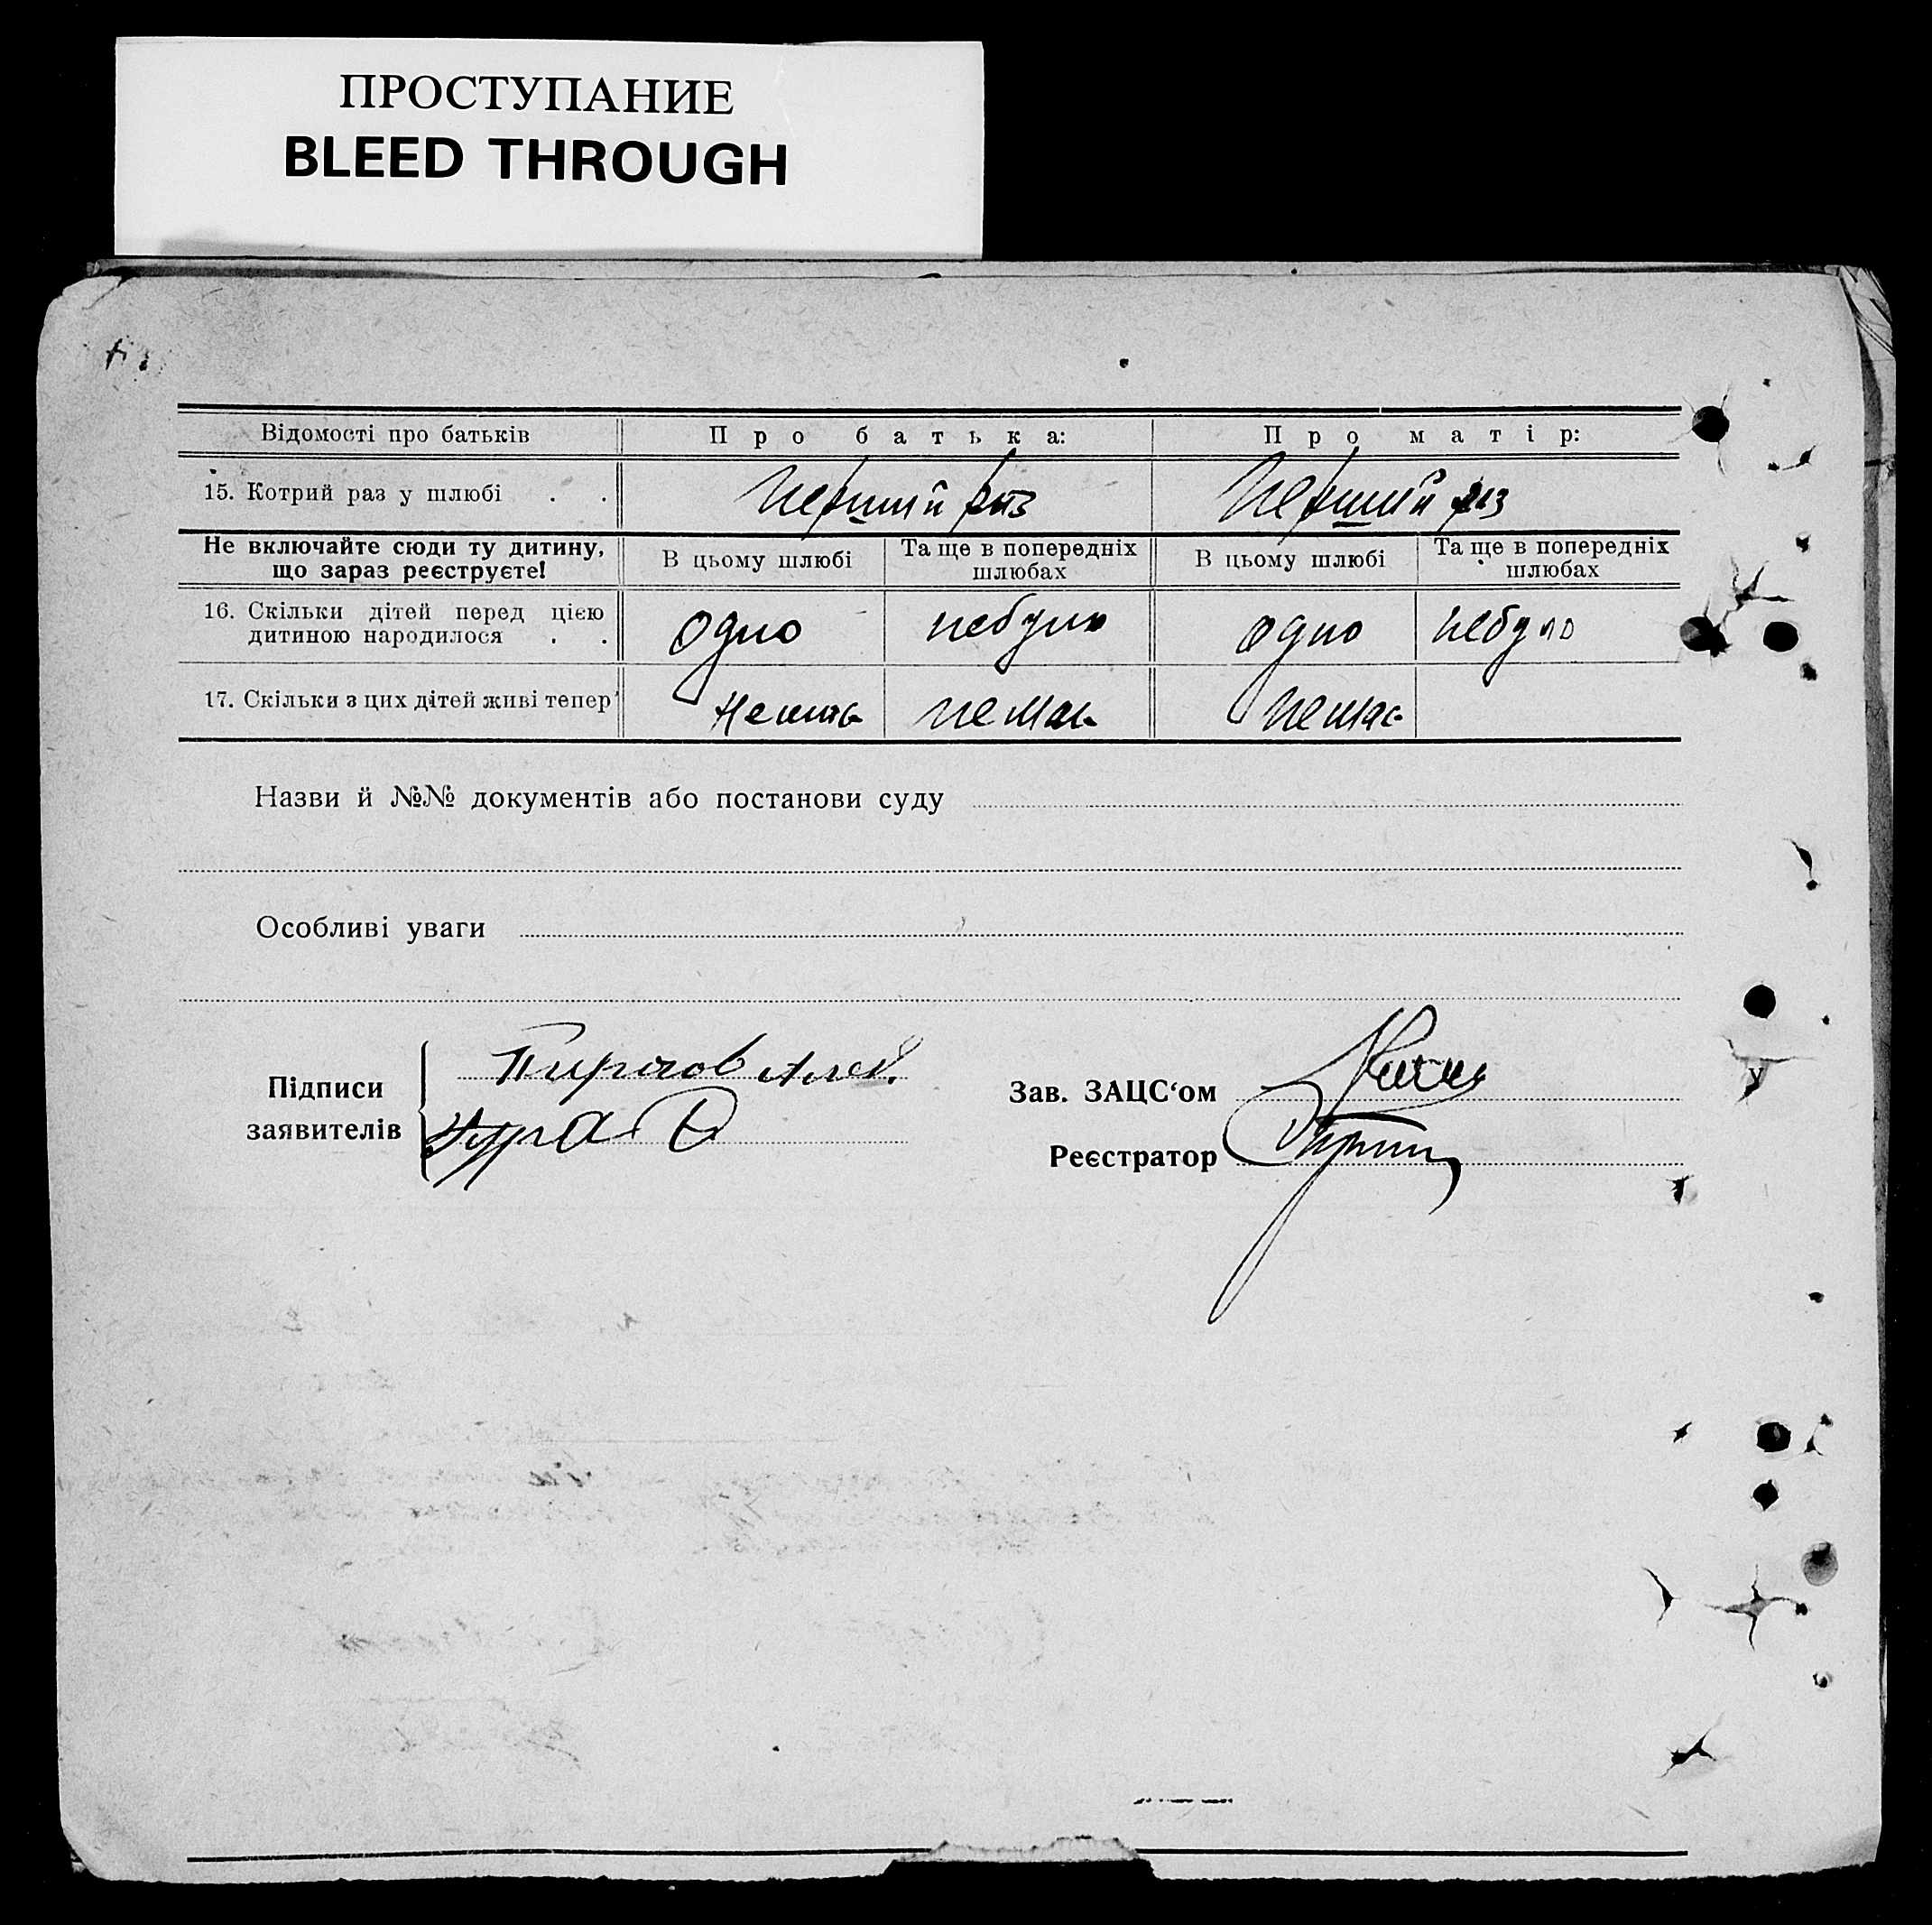 ПРОСТУПАНИЕ
BLEED THROUGH
Відомості про батьків Про батька: Про матір:
15. Котрий раз у шлюбі . . Перший раз Перший раз
Не включайте сюди ту дитину, що зараз реєструєте! В цьому шлюбі Та ще в попередніх шлюбах В цьому шлюбі Та ще в попередніх шлюбах
16. Скільки дітей перед цією
дитиною народилося . . одно небуло одно небуло
17. Скільки з цих дітей живі тепер Немає немає немає
Назви й №№ документів або постанови суду
Особливі уваги
Підписи
заявителів
Зав. ЗАЦС‘ом
Реєстратор